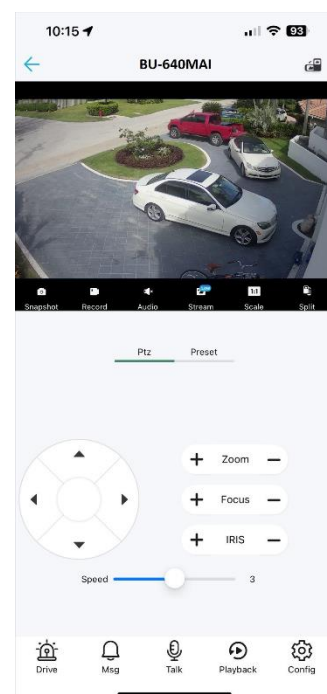 10:15 93
BU-640MAI
Snapshot Record Audio Stream Scale Split
1:1
Ptz Preset
+ Zoom −
+ Focus −
+ IRIS −
Speed 3
Drive Msg Talk Playback Config